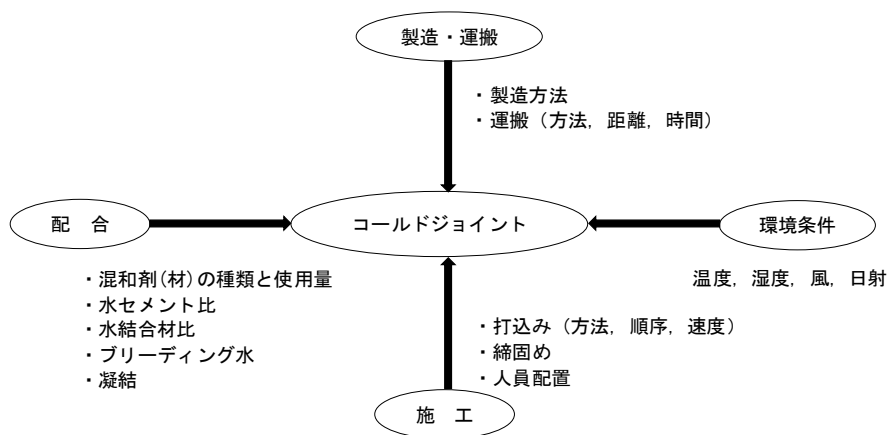 製造・運搬
・製造方法
・運搬（方法，距離，時間）
配　合
コールドジョイント
環境条件
・混和剤(材)の種類と使用量
・水セメント比
・水結合材比
・ブリーディング水
・凝結
温度，湿度，風，日射
・打込み（方法，順序，速度）
・締固め
・人員配置
施　工